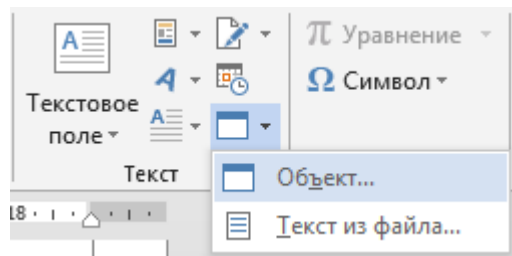 π Уравнение
Ω Символ
Текстовое
поле
Текст
Объект...
Текст из файла...
18